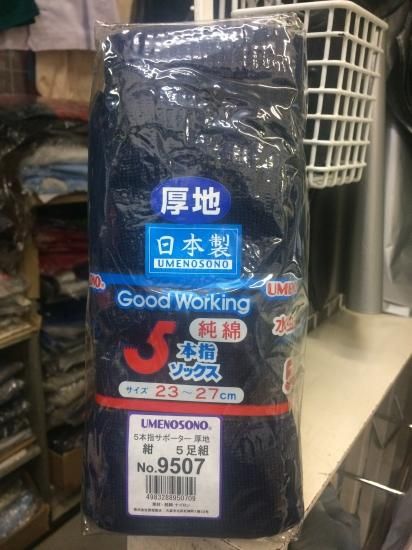 厚地
日本製
UMENOSONO
Good Working
純綿
5本指
ソックス
サイズ 23～27cm
UMENOSONO®
5本指サポーター 厚地
紺 5足組
No.9507
4983288950709